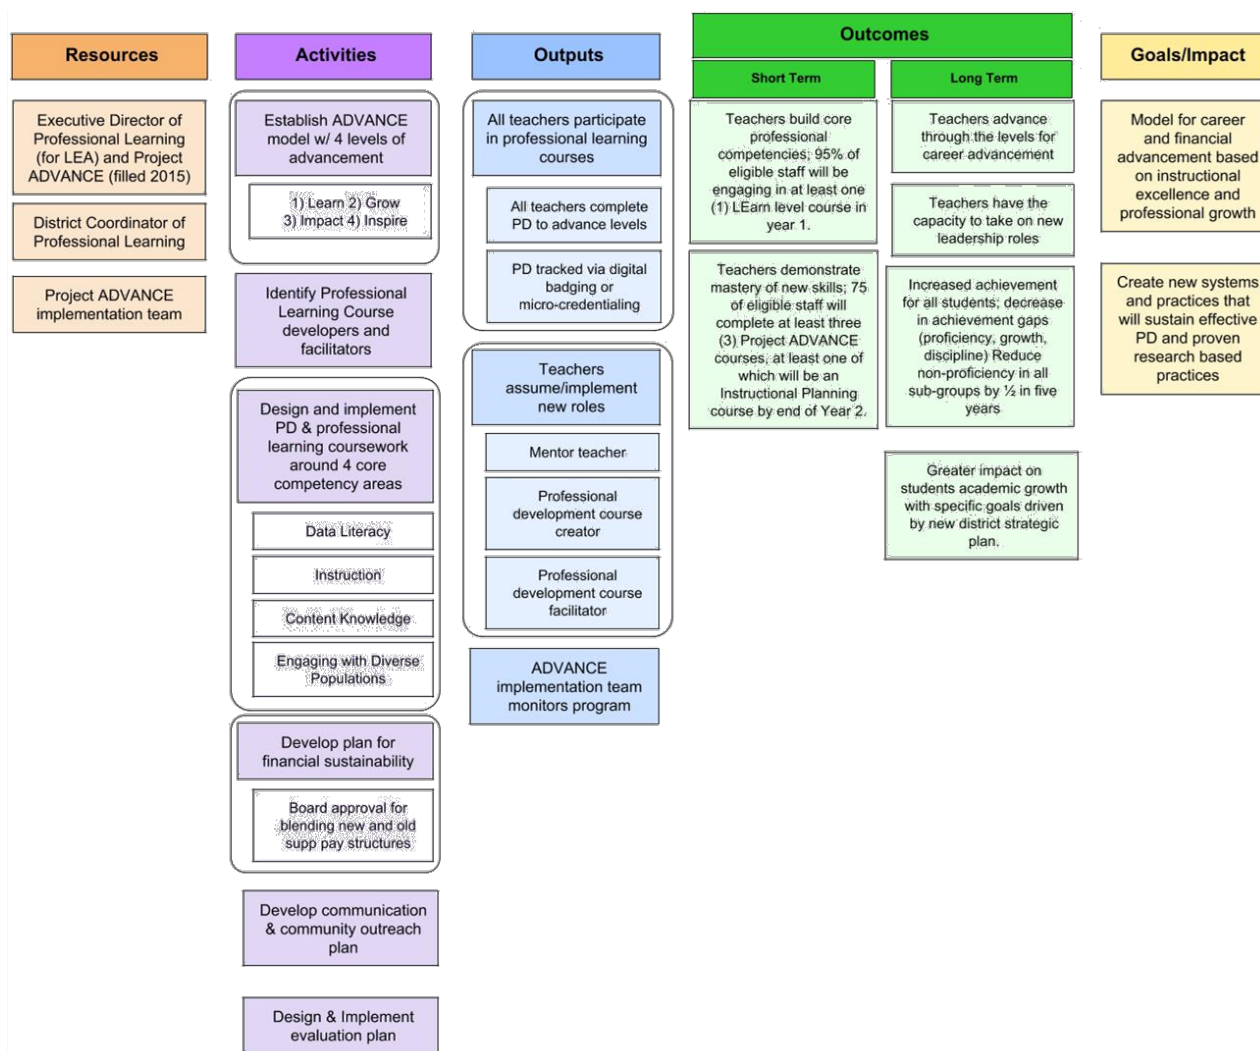 Resources
Executive Director of
Professional Learning
(for LEA) and Project
ADVANCE (filled 2015)
District Coordinator of
Professional Learning
Project ADVANCE
implementation team
Activities
Establish ADVANCE
model w/ 4 levels of
advancement
1) Learn 2) Grow
3) Impact 4) Inspire
Identify Professional
Learning Course
developers and
facilitators
Design and implement
PD & professional
learning coursework
around 4 core
competency areas
Data Literacy
Instruction
Content Knowledge
Engaging with Diverse
Populations
Develop plan for
financial sustainability
Board approval for
blending new and old
supp pay structures
Develop communication
& community outreach
plan
Design & Implement
evaluation plan
Outputs
All teachers participate
in professional learning
courses
All teachers complete
PD to advance levels
PD tracked via digital
badging or
micro-credentialing
Teachers
assume/implement
new roles
Mentor teacher
Professional
development course
creator
Professional
development course
facilitator
ADVANCE
implementation team
monitors program
Outcomes
Short Term
Teachers build core
professional
competencies; 95% of
eligible staff will be
engaging in at least one
(1) LEarn level course in
year 1.
Teachers demonstrate
mastery of new skills; 75
of eligible staff will
complete at least three
(3) Project ADVANCE
courses, at least one of
which will be an
Instructional Planning
course by end of Year 2.
Long Term
Teachers advance
through the levels for
career advancement
Teachers have the
capacity to take on new
leadership roles
Increased achievement
for all students; decrease
in achievement gaps
(proficiency, growth,
discipline) Reduce
non-proficiency in all
sub-groups by ½ in five
years
Greater impact on
students academic growth
with specific goals driven
by new district strategic
plan.
Goals/Impact
Model for career
and financial
advancement based
on instructional
excellence and
professional growth
Create new systems
and practices that
will sustain effective
PD and proven
research based
practices